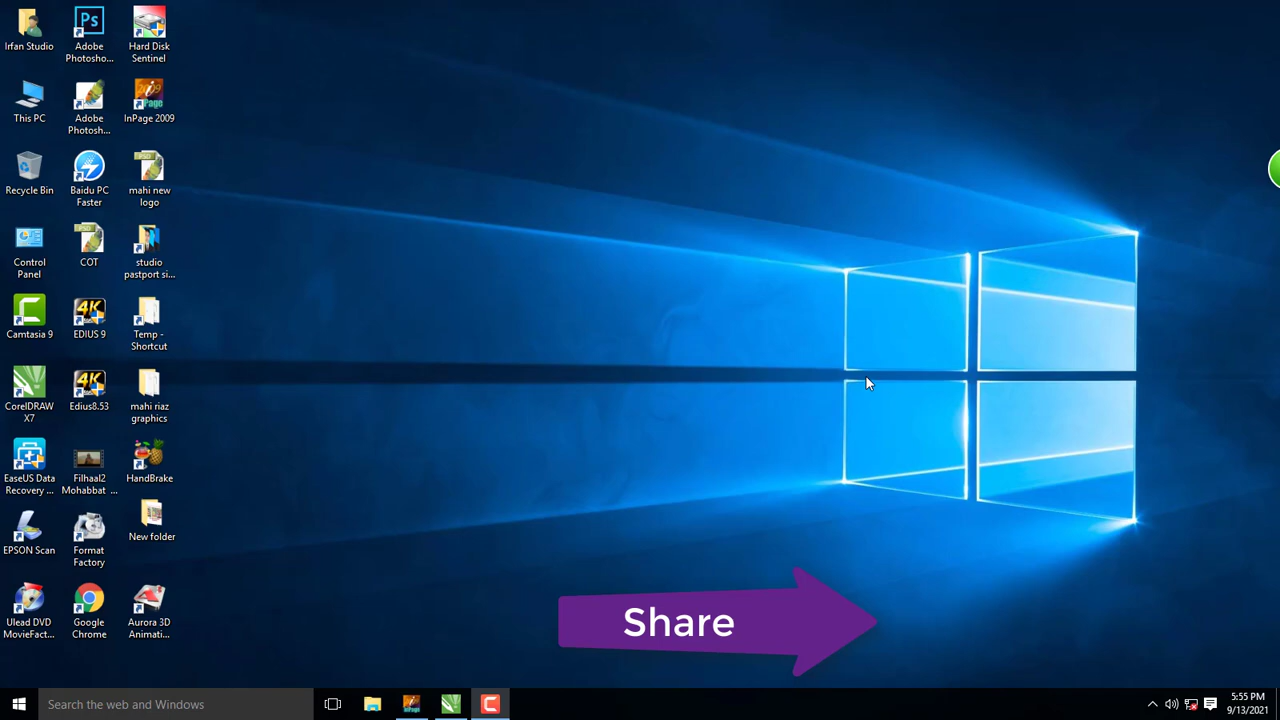 Irfan Studio
Adobe
Photosho...
Hard Disk
Sentinel
This PC
Adobe
Photosh...
InPage 2009
Recycle Bin
Baidu PC
Faster
mahi new
logo
Control
Panel
COT
studio
pastport si...
Camtasia 9
EDIUS 9
Temp -
Shortcut
CorelDRAW
X7
Edius8.53
mahi riaz
graphics
EaseUS Data
Recovery ...
Filhaal2
Mohabbat ...
HandBrake
EPSON Scan
Format
Factory
New folder
Ulead DVD
MovieFact...
Google
Chrome
Aurora 3D
Animati...
Share
Search the web and Windows
5:55 PM
9/13/2021